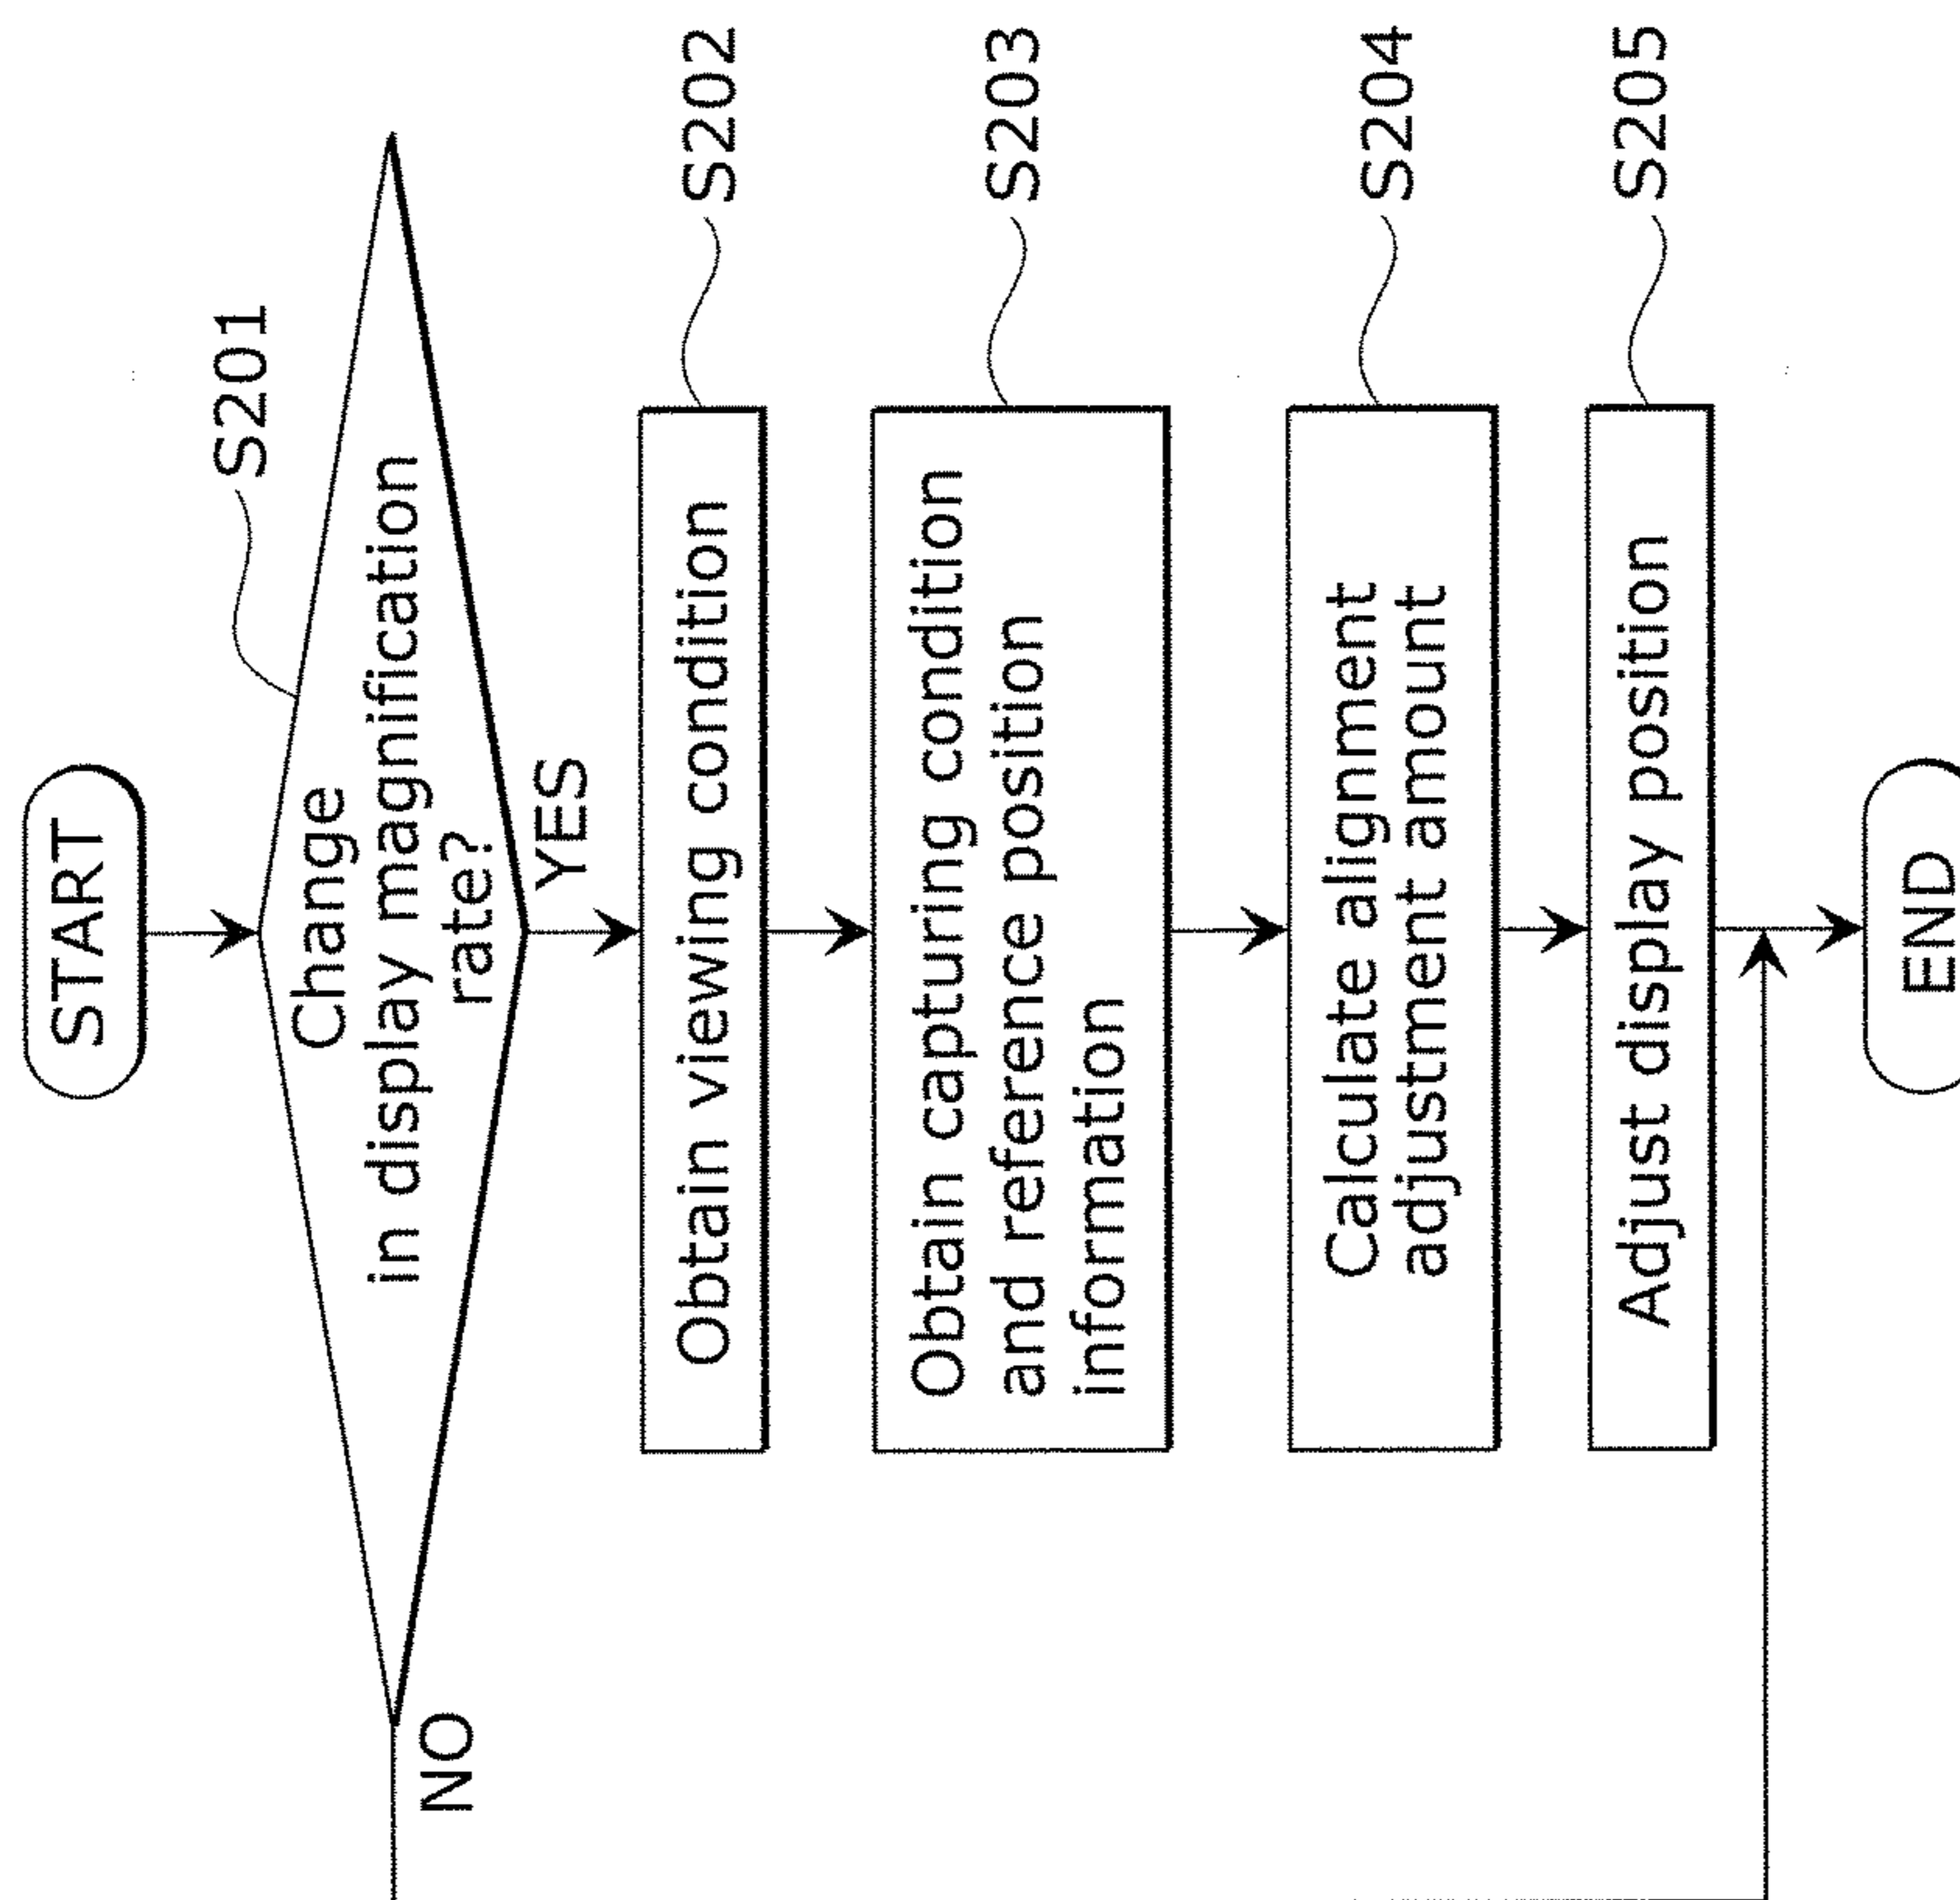 START
S201
Change
in display magnification
rate?
NO
YES
Obtain viewing condition
S202
Obtain capturing condition
and reference position
information
S203
Calculate alignment
adjustment amount
S204
Adjust display position
S205
END